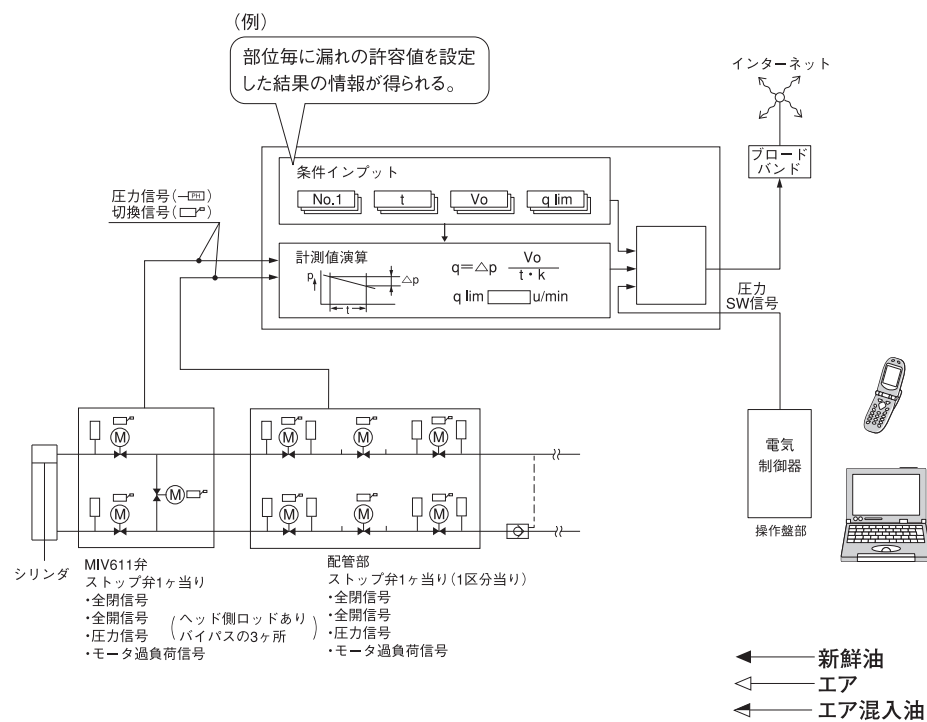 (例)
部位毎に漏れの許容値を設定
した結果の情報が得られる。
インターネット
ブロード
バンド
条件インプット
No.1 t Vo q lim
圧力信号(PH)
切換信号( )
計測値演算
p
△p
t
q=△p Vo
t・k
q lim u/min
圧力
SW信号
電気
制御器
操作盤部
M M M M
M
M M M M
シリンダ
MIV611弁
ストップ弁1ヶ当り
・全閉信号
・全開信号
・圧力信号
・モータ過負荷信号
(ヘッド側ロッドあり
バイパスの3ヶ所)
配管部
ストップ弁1ヶ当り(1区分当り)
・全閉信号
・全開信号
・圧力信号
・モータ過負荷信号
新鮮油
エア
エア混入油